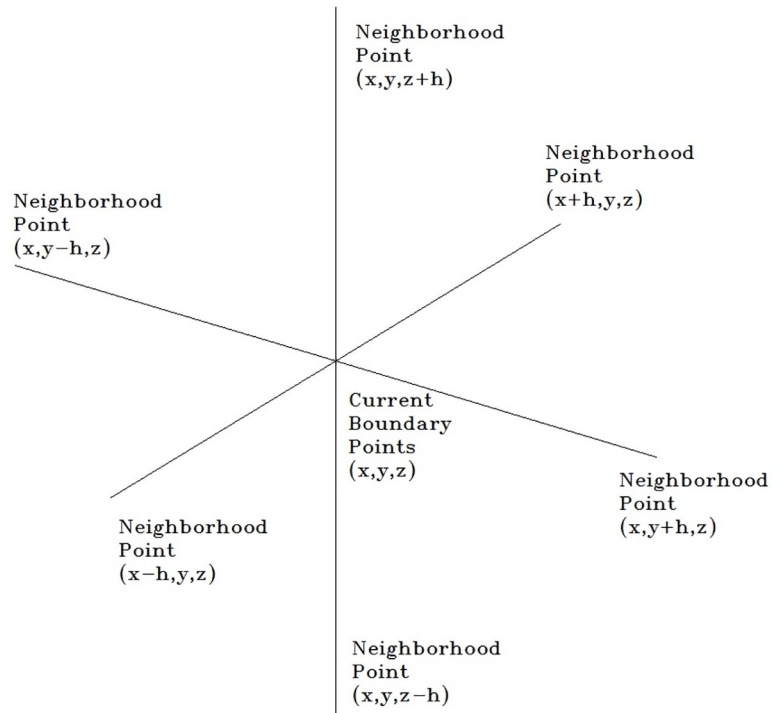 Neighborhood
Point
(x,y,z+h)
Neighborhood
Point
(x+h,y,z)
Neighborhood
Point
(x,y−h,z)
Current
Boundary
Points
(x,y,z)
Neighborhood
Point
(x,y+h,z)
Neighborhood
Point
(x−h,y,z)
Neighborhood
Point
(x,y,z−h)